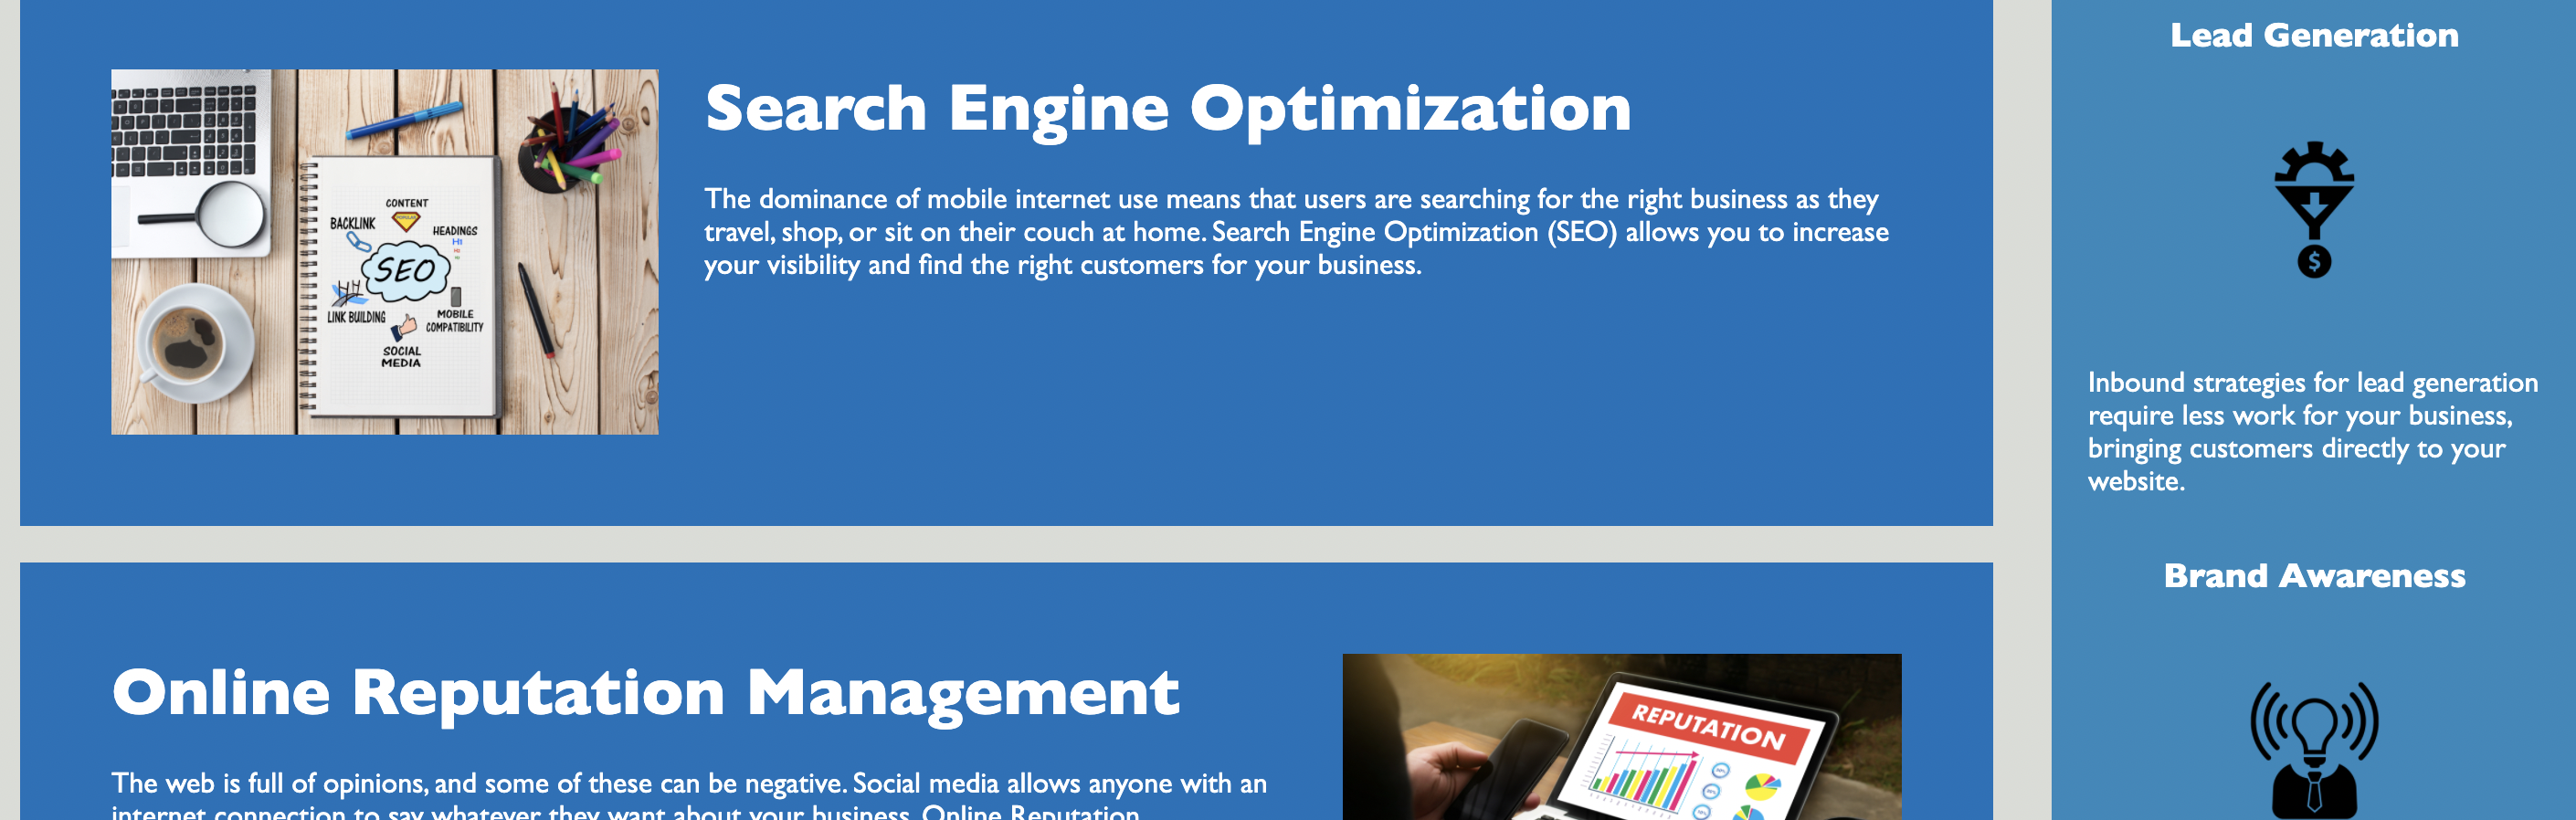 Search Engine Optimization
The dominance of mobile internet use means that users are searching for the right business as they
travel, shop, or sit on their couch at home. Search Engine Optimization (SEO) allows you to increase
your visibility and find the right customers for your business.
CONTENT
BACKLINK
HEADINGS
H1
SEO
LINK BUILDING
MOBILE
COMPATIBILITY
SOCIAL
MEDIA
Online Reputation Management
The web is full of opinions, and some of these can be negative. Social media allows anyone with an
internet connection to say whatever they want about your business. Online Reputation
REPUTATION
Lead Generation
$
Inbound strategies for lead generation
require less work for your business,
bringing customers directly to your
website.
Brand Awareness